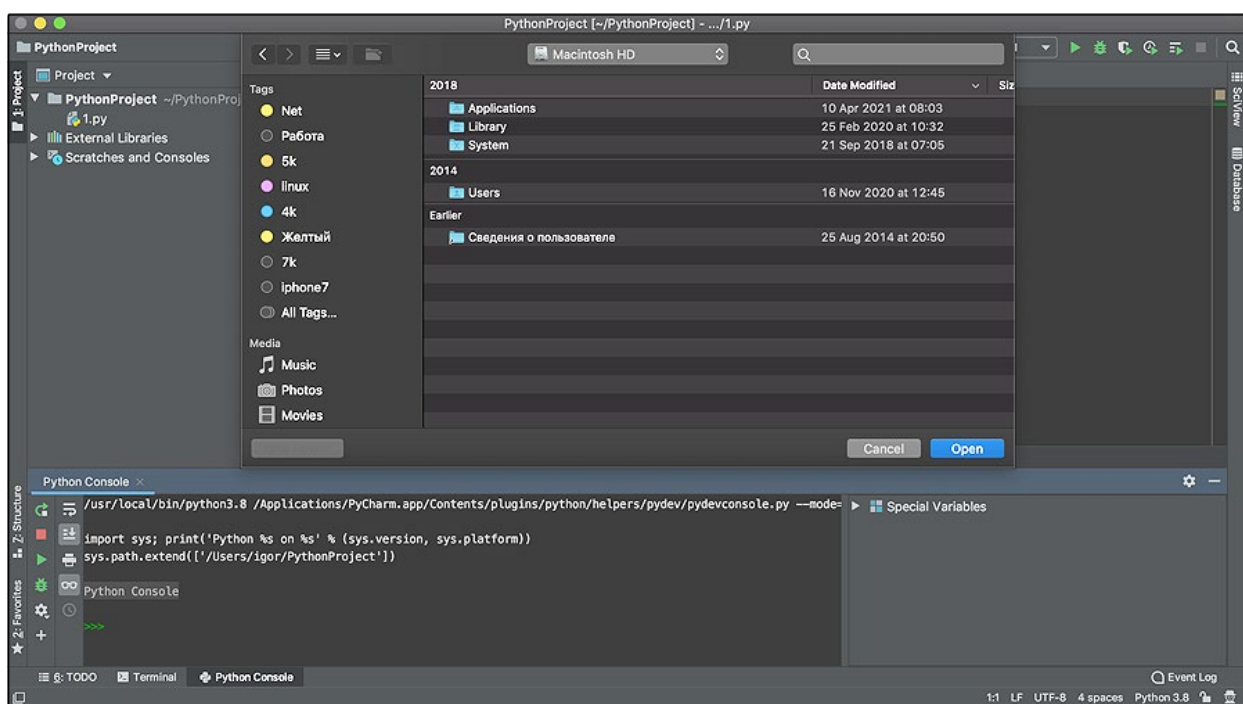 PythonProject [~/PythonProject] - .../1.py
PythonProject
Macintosh HD
1: Project
Project
PythonProject ~/PythonProj
1.py
External Libraries
Scratches and Consoles
Tags
Net
Работа
5k
linux
4k
Желтый
7k
iphone7
All Tags...
Media
Music
Photos
Movies
2018 Date Modified Siz
Applications 10 Apr 2021 at 08:03
Library 25 Feb 2020 at 10:32
System 21 Sep 2018 at 07:05
2014
Users 16 Nov 2020 at 12:45
Earlier
Сведения о пользователе 25 Aug 2014 at 20:50
Cancel Open
SciView
Database
Python Console
/usr/local/bin/python3.8 /Applications/PyCharm.app/Contents/plugins/python/helpers/pydev/pydevconsole.py --mode=
import sys; print('Python %s on %s' % (sys.version, sys.platform))
sys.path.extend(['/Users/igor/PythonProject'])
Python Console
>>>
Special Variables
Z: Structure
2: Favorites
6: TODO Terminal Python Console Event Log
1:1 LF UTF-8 4 spaces Python 3.8